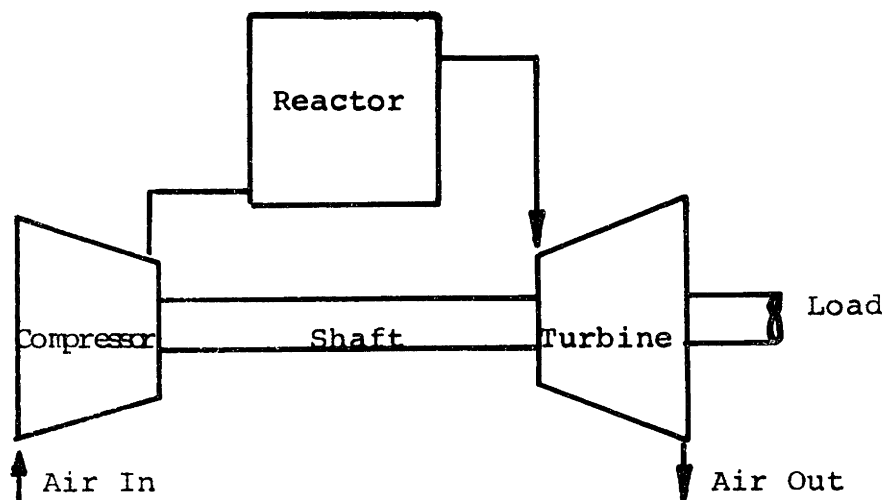 Reactor
Load
Compressor
Shaft
Turbine
Air In
Air Out